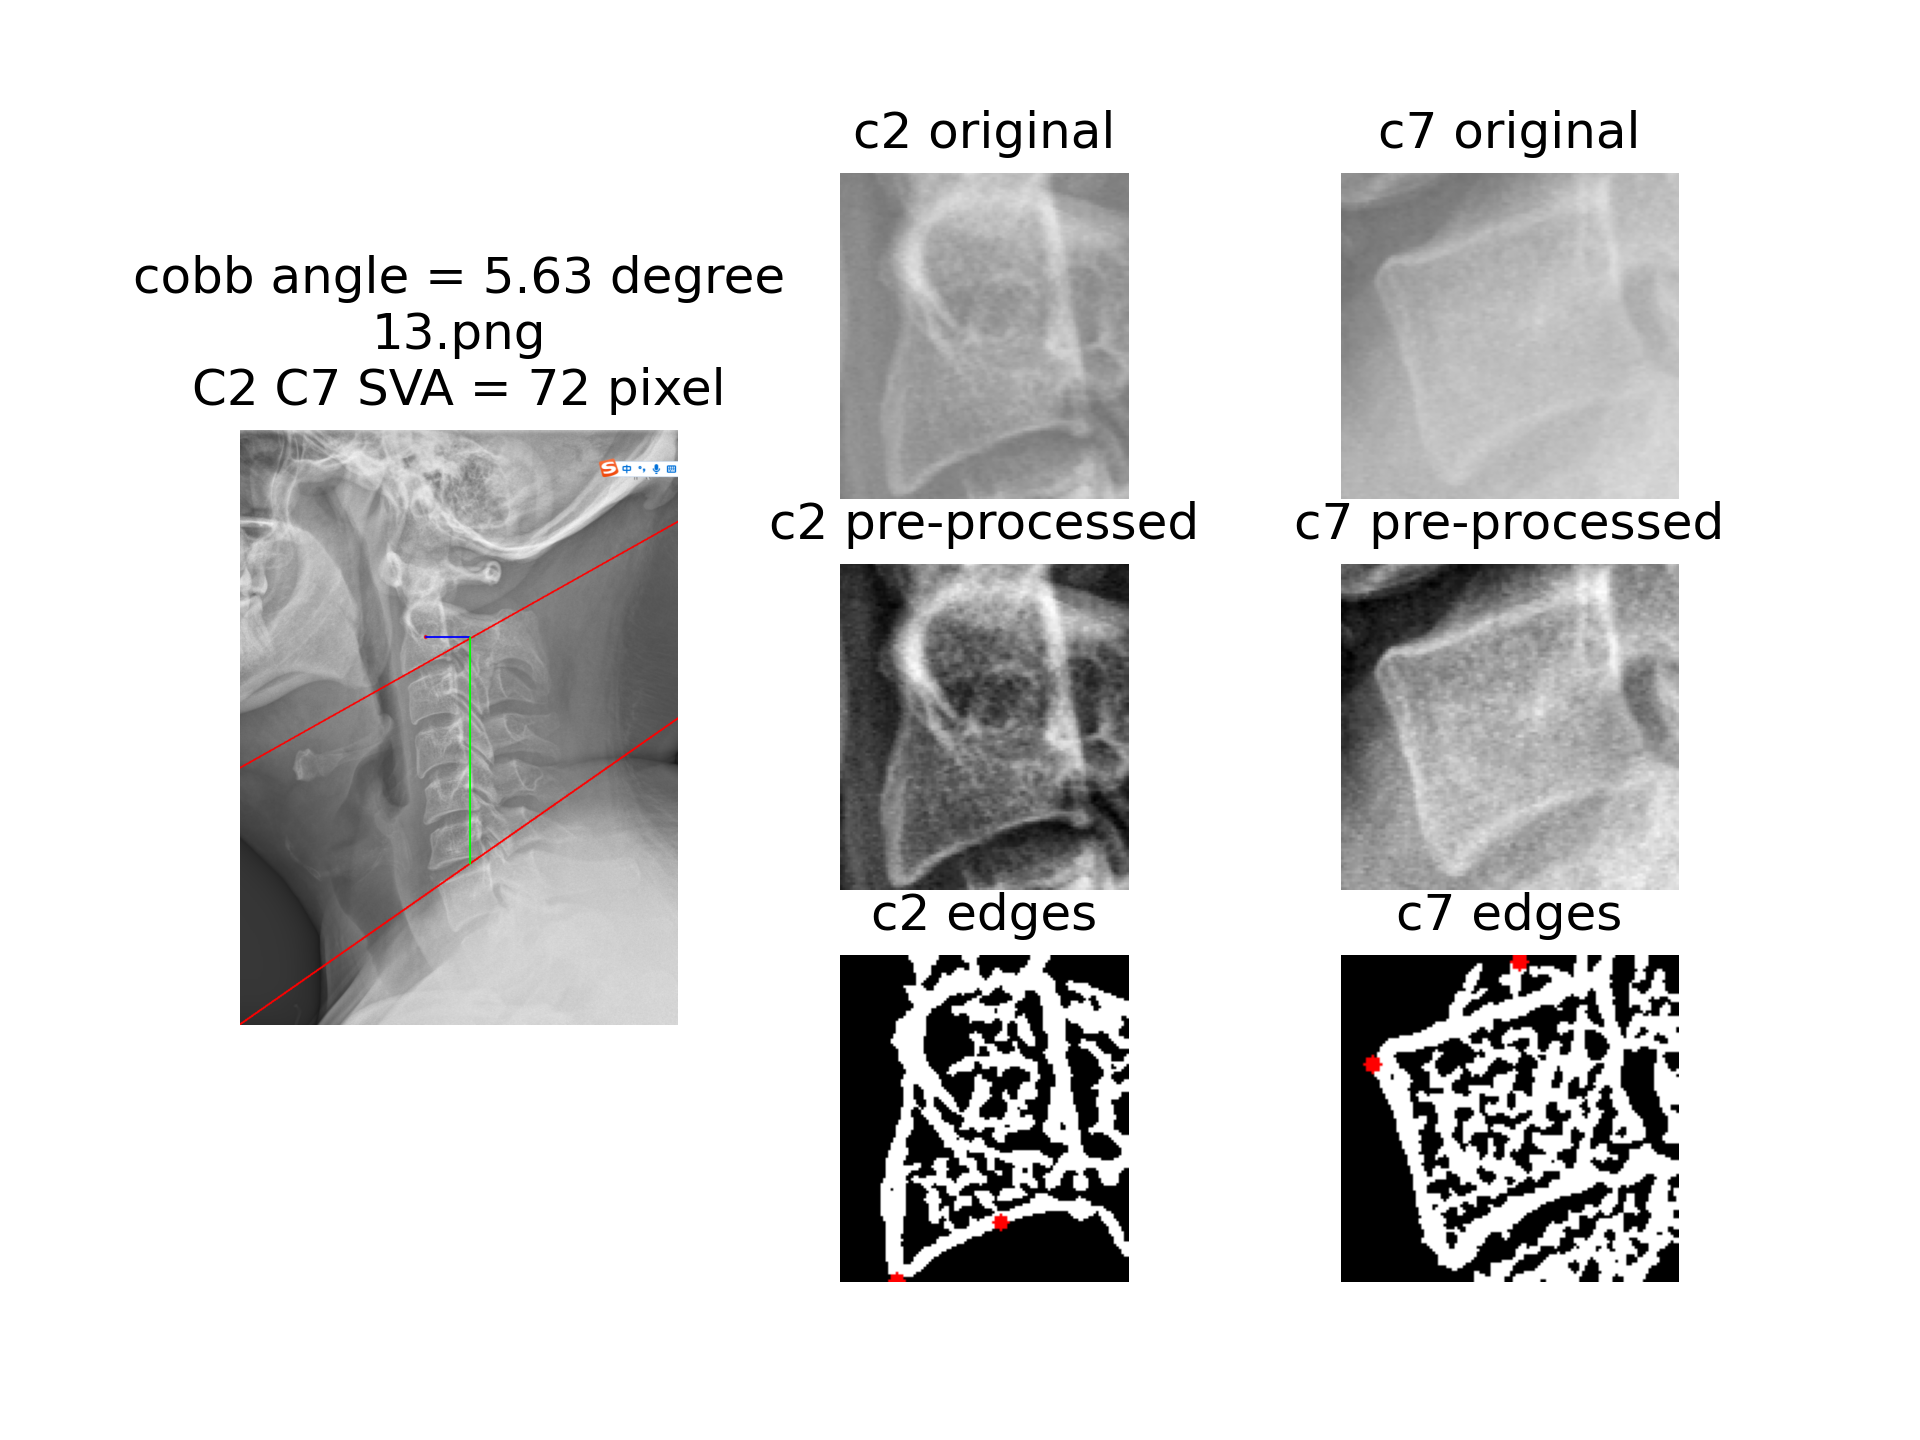 cobb angle = 5.63 degree
13.png
C2 C7 SVA = 72 pixel
S 中
c2 original
c7 original
c2 pre-processed
c7 pre-processed
c2 edges
c7 edges